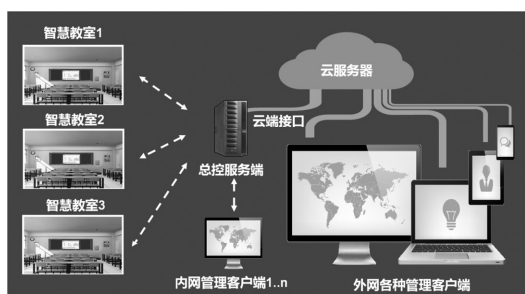 智慧教室1
智慧教室2
智慧教室3
云服务器
云端接口
总控服务端
内网管理客户端1..n
外网各种管理客户端